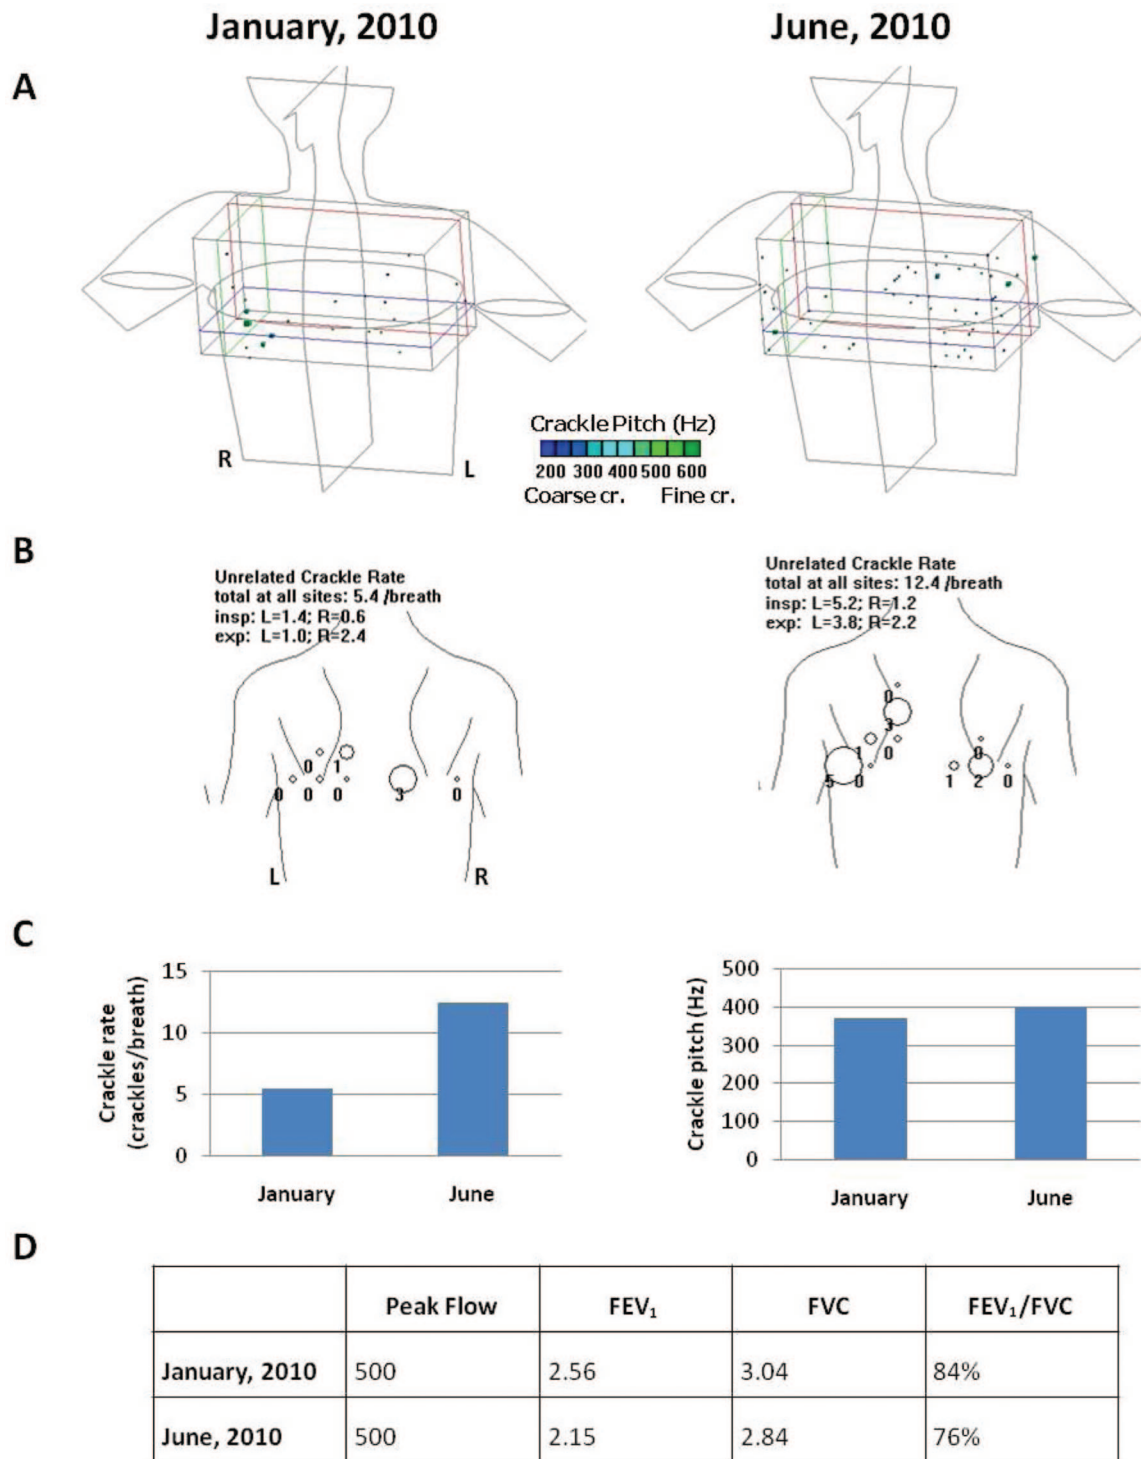 January, 2010
June, 2010
A
R
L
Crackle Pitch (Hz)
200 300 400 500 600
Coarse cr. Fine cr.
B
Unrelated Crackle Rate
total at all sites: 5.4 /breath
insp: L=1.4; R=0.6
exp: L=1.0; R=2.4
0 1
0 0 0 3 0
L R
Unrelated Crackle Rate
total at all sites: 12.4 /breath
insp: L=5.2; R=1.2
exp: L=3.8; R=2.2
0
3
1 0 0
5 0 1 2 0
C
Crackle rate
(crackles/breath)
15
10
5
0
January June
Crackle pitch (Hz)
500
400
300
200
100
0
January June
D
Peak Flow FEV₁ FVC FEV₁/FVC
January, 2010 500 2.56 3.04 84%
June, 2010 500 2.15 2.84 76%